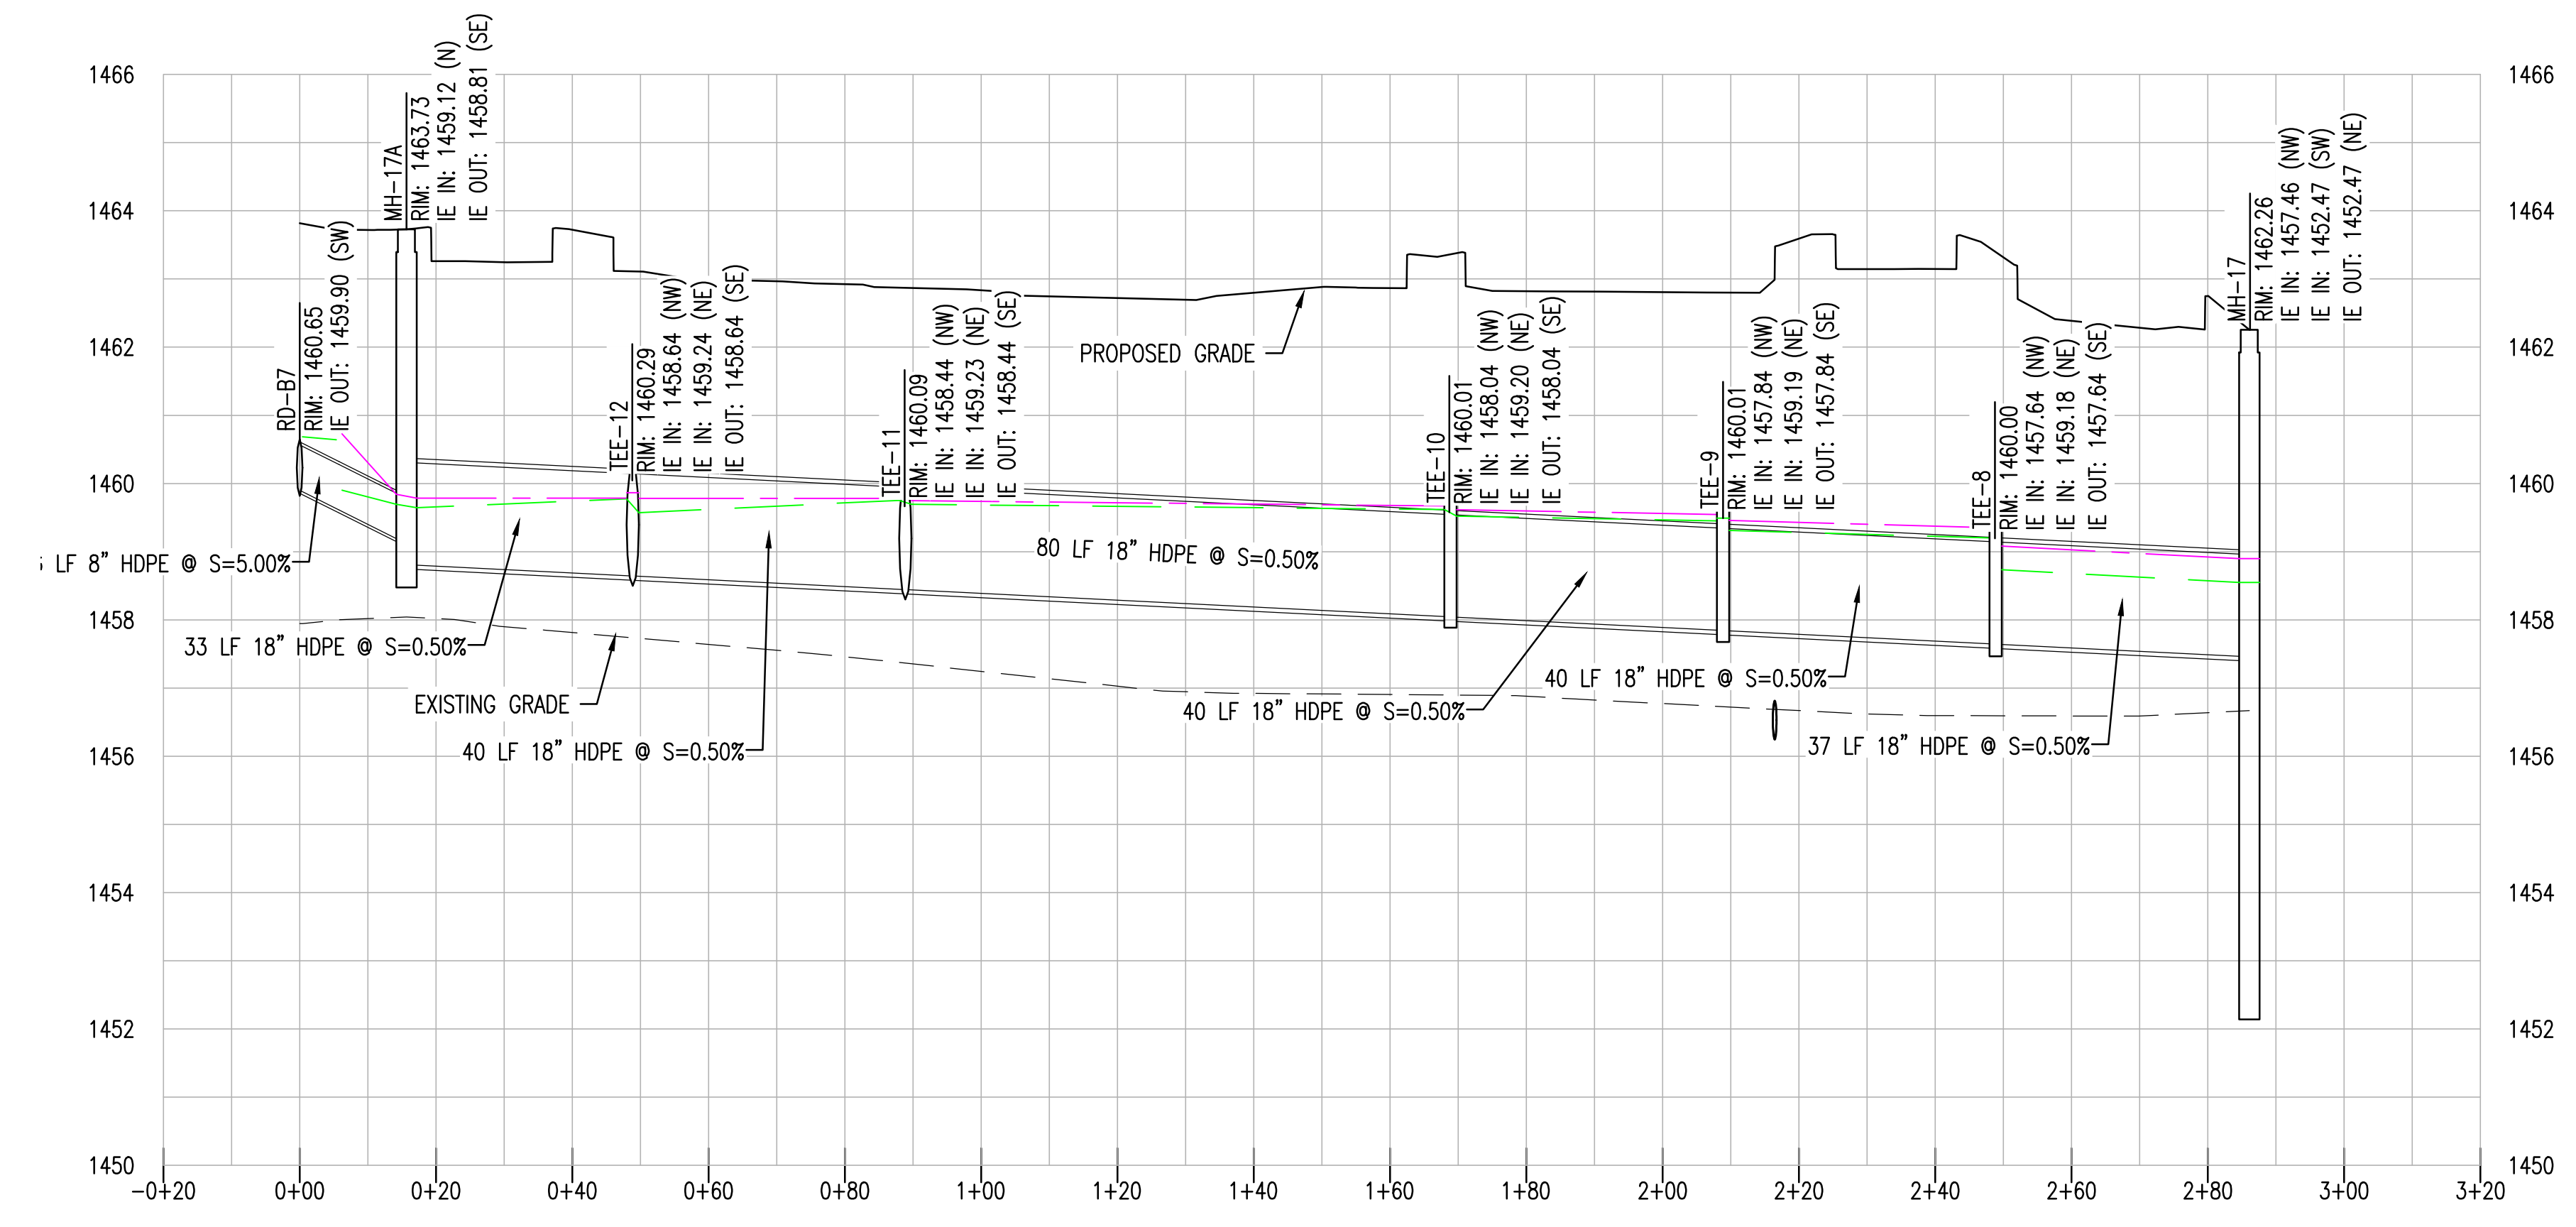 1466
1464
1462
1460
1458
1456
1454
1452
1450
1466
1464
1462
1460
1458
1456
1454
1452
1450
RD-B7
RIM: 1460.65
IE OUT: 1459.90 (SW)
MH-17A
RIM: 1463.73
IE IN: 1459.12 (N)
IE OUT: 1458.81 (SE)
TEE-12
RIM: 1460.29
IE IN: 1458.64 (NW)
IE IN: 1459.24 (NE)
IE OUT: 1458.64 (SE)
TEE-11
RIM: 1460.09
IE IN: 1458.44 (NW)
IE IN: 1459.23 (NE)
IE OUT: 1458.44 (SE)
TEE-10
RIM: 1460.01
IE IN: 1458.04 (NW)
IE IN: 1459.20 (NE)
IE OUT: 1458.04 (SE)
TEE-9
RIM: 1460.01
IE IN: 1457.84 (NW)
IE IN: 1459.19 (NE)
IE OUT: 1457.84 (SE)
TEE-8
RIM: 1460.00
IE IN: 1457.64 (NW)
IE IN: 1459.18 (NE)
IE OUT: 1457.64 (SE)
MH-17
RIM: 1462.26
IE IN: 1457.46 (NW)
IE IN: 1452.47 (SW)
IE OUT: 1452.47 (NE)
PROPOSED GRADE
LF 8" HDPE @ S=5.00%
80 LF 18" HDPE @ S=0.50%
33 LF 18" HDPE @ S=0.50%
EXISTING GRADE
40 LF 18" HDPE @ S=0.50%
40 LF 18" HDPE @ S=0.50%
40 LF 18" HDPE @ S=0.50%
37 LF 18" HDPE @ S=0.50%
-0+20 0+00 0+20 0+40 0+60 0+80 1+00 1+20 1+40 1+60 1+80 2+00 2+20 2+40 2+60 2+80 3+00 3+20